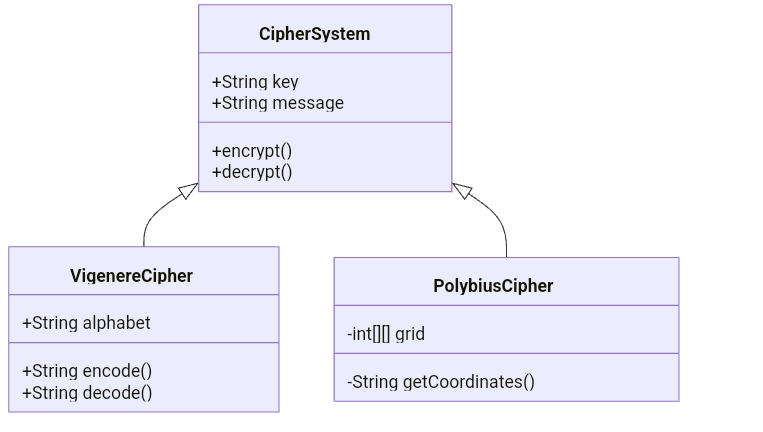 CipherSystem
+String key
+String message
+encrypt()
+decrypt()
VigenereCipher
+String alphabet
+String encode()
+String decode()
PolybiusCipher
-int[][] grid
-String getCoordinates()